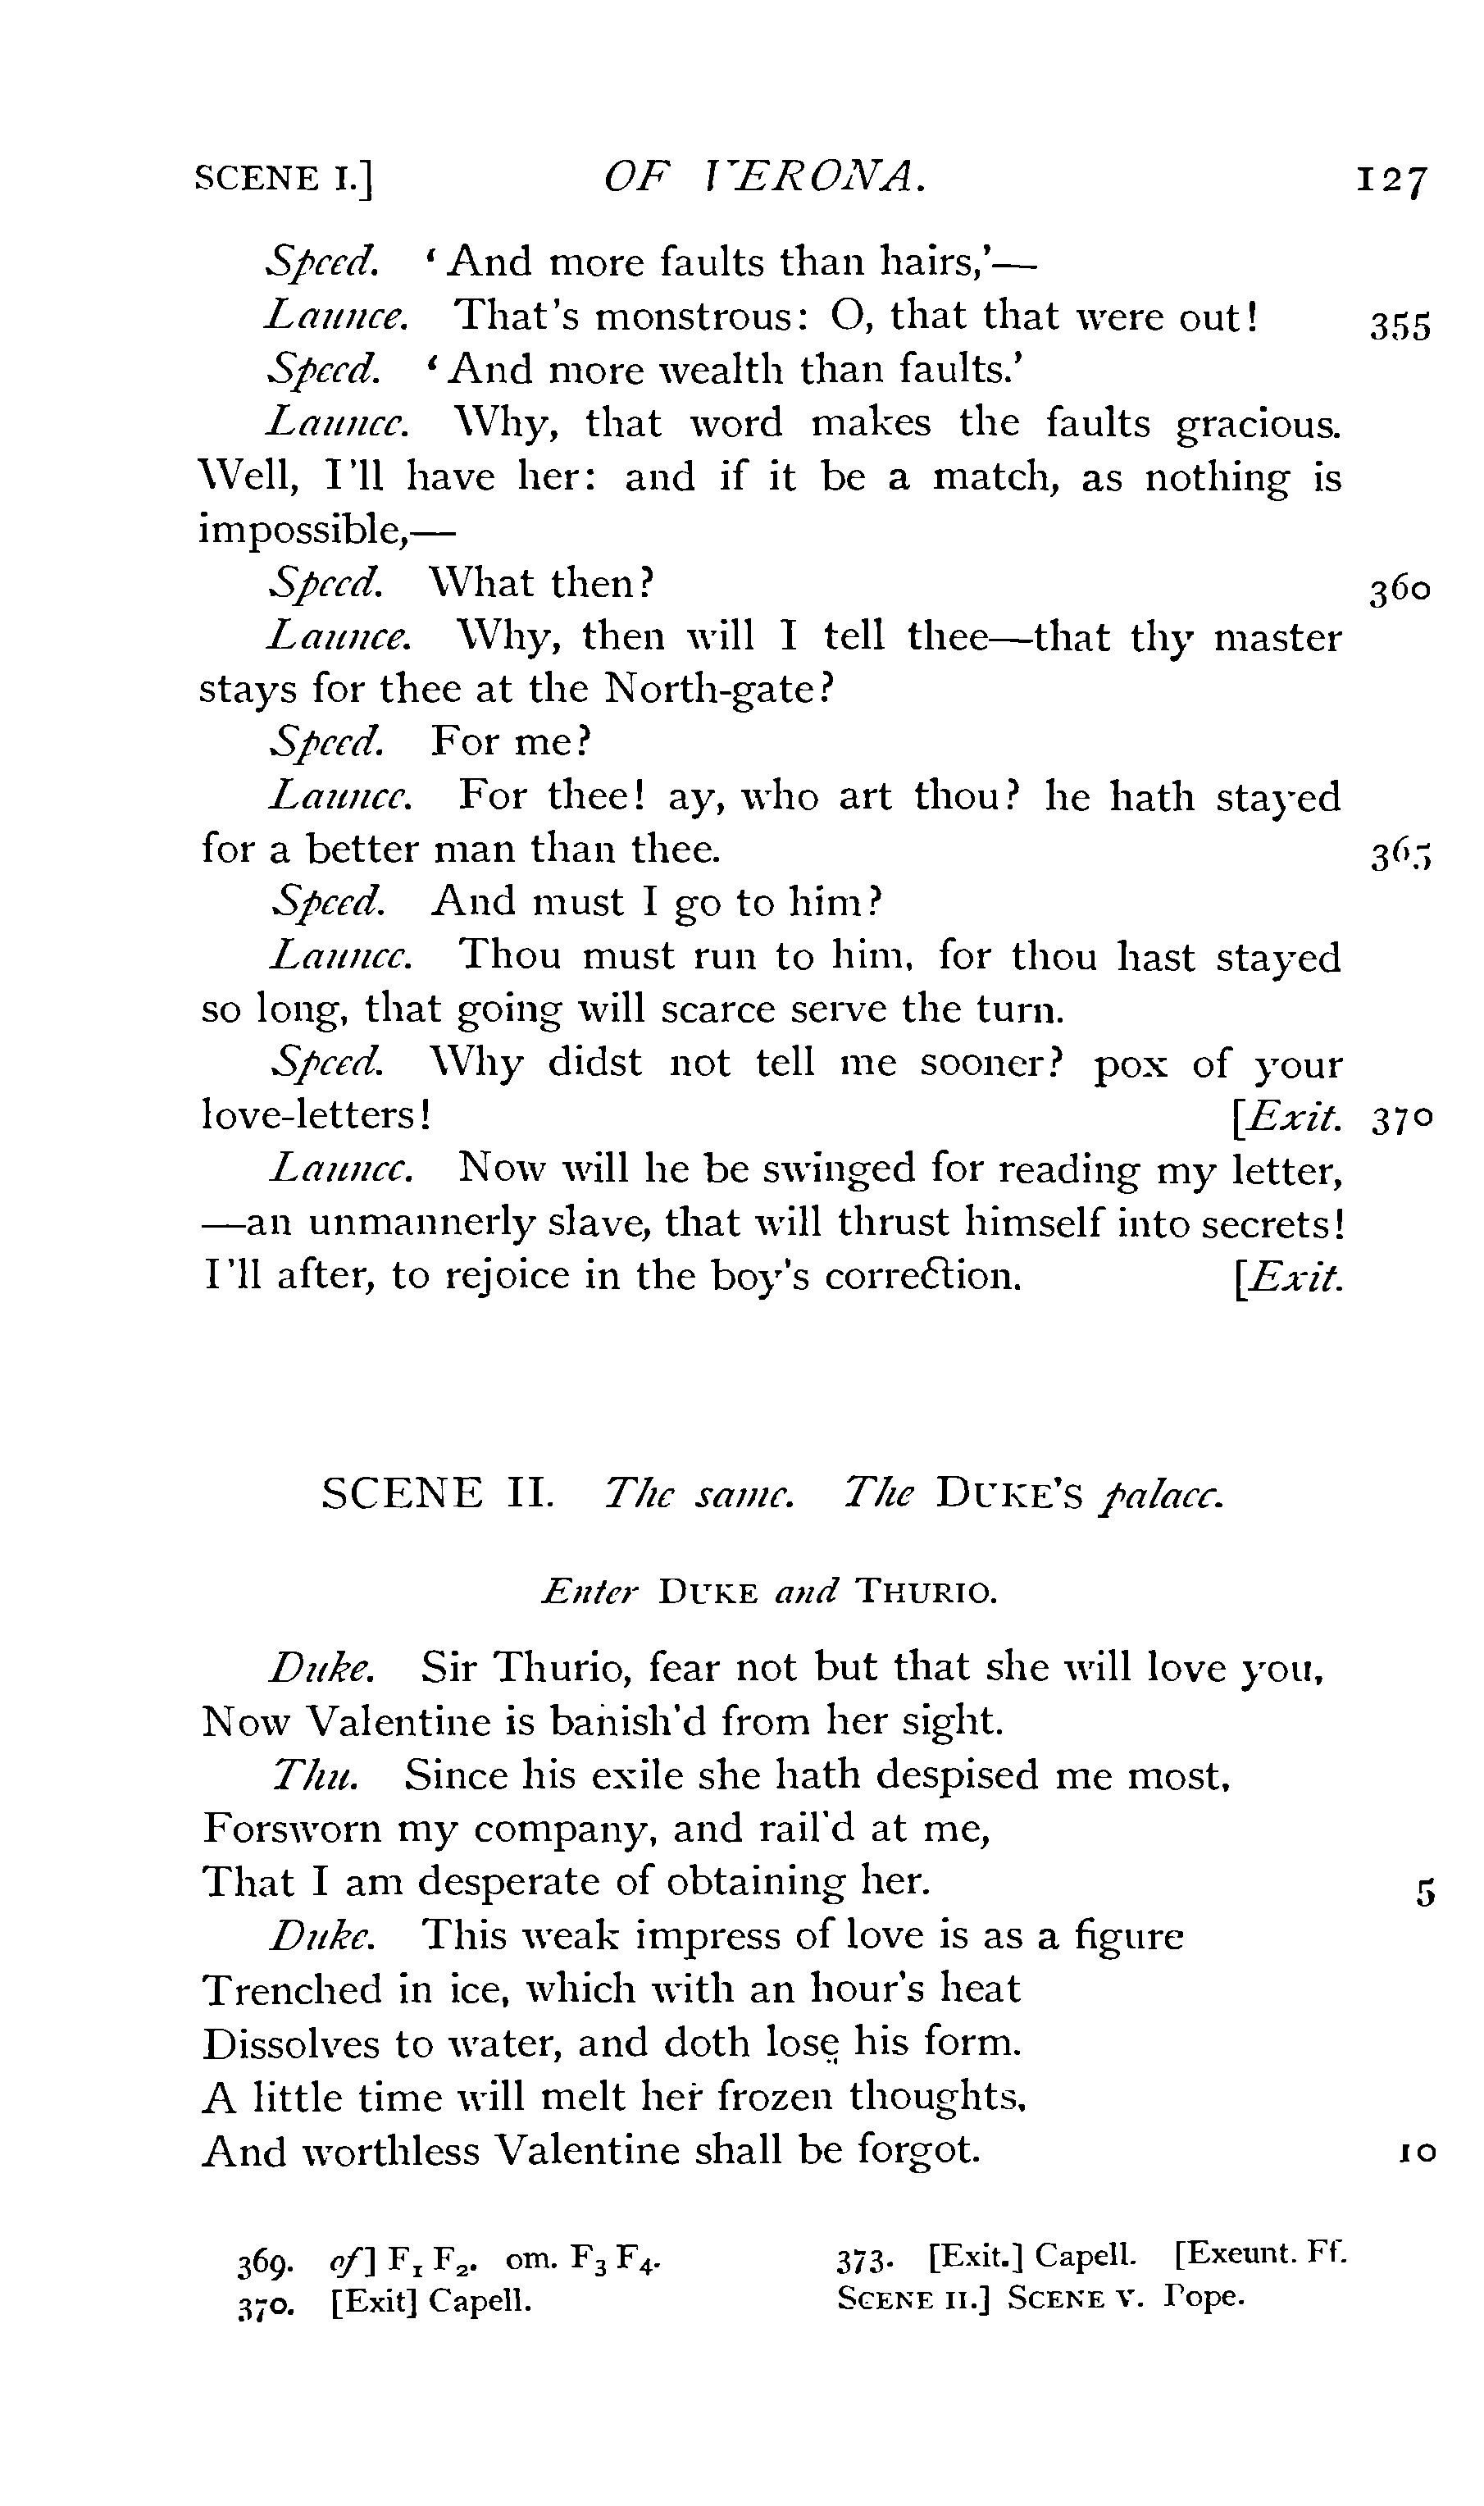 SCENE I.] OF VERONA. 127
Speed. ‘And more faults than hairs,’—
Launce. That's monstrous: O, that that were out! 355
Speed. ‘And more wealth than faults.’
Launce. Why, that word makes the faults gracious.
Well, I'll have her: and if it be a match, as nothing is
impossible,—
Speed. What then? 360
Launce. Why, then will I tell thee—that thy master
stays for thee at the North-gate?
Speed. For me?
Launce. For thee! ay, who art thou? he hath stayed
for a better man than thee. 365
Speed. And must I go to him?
Launce. Thou must run to him, for thou hast stayed
so long, that going will scarce serve the turn.
Speed. Why didst not tell me sooner? pox of your
love-letters! [Exit. 370
Launce. Now will he be swinged for reading my letter,
—an unmannerly slave, that will thrust himself into secrets!
I'll after, to rejoice in the boy's correction. [Exit.
SCENE II. The same. The DUKE'S palace.
Enter DUKE and THURIO.
Duke. Sir Thurio, fear not but that she will love you,
Now Valentine is banish'd from her sight.
Thu. Since his exile she hath despised me most,
Forsworn my company, and rail'd at me,
That I am desperate of obtaining her. 5
Duke. This weak impress of love is as a figure
Trenched in ice, which with an hour's heat
Dissolves to water, and doth lose his form.
A little time will melt her frozen thoughts,
And worthless Valentine shall be forgot. 10
369. of] F1 F2. om. F3 F4.
370. [Exit] Capell.
373. [Exit.] Capell. [Exeunt. Ff.
SCENE II.] SCENE V. Pope.